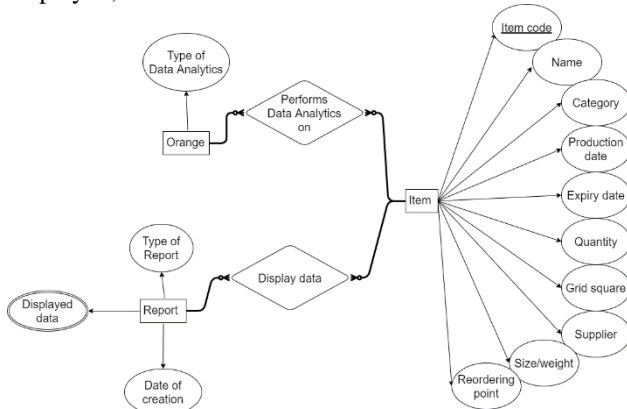 Item code
Type of
Data Analytics
Name
Performs
Data Analytics
on
Category
Orange
Production
date
Item
Expiry date
Type of
Report
Quantity
Display data
Grid square
Displayed
data
Report
Supplier
Size/weight
Date of
creation
Reordering
point